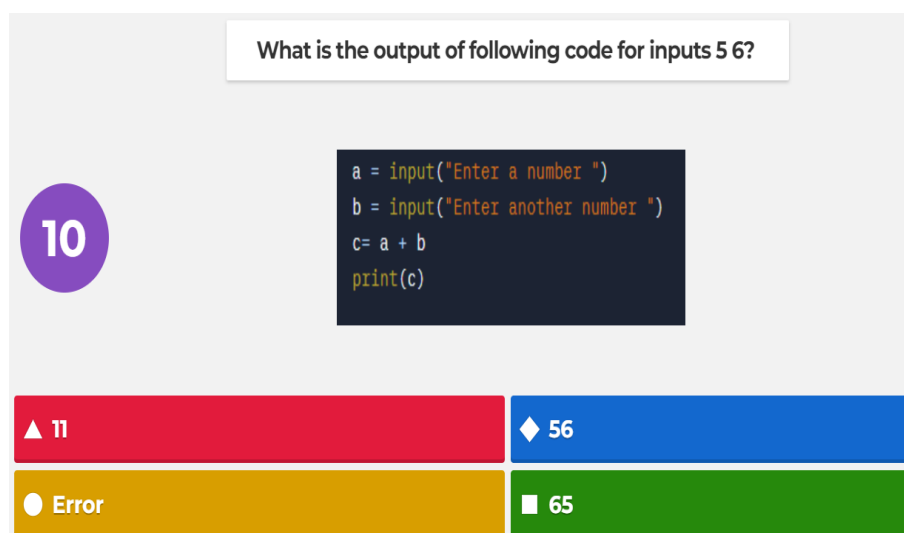 What is the output of following code for inputs 5 6?
10
a = input("Enter a number ")
b = input("Enter another number ")
c= a + b
print(c)
11
56
Error
65